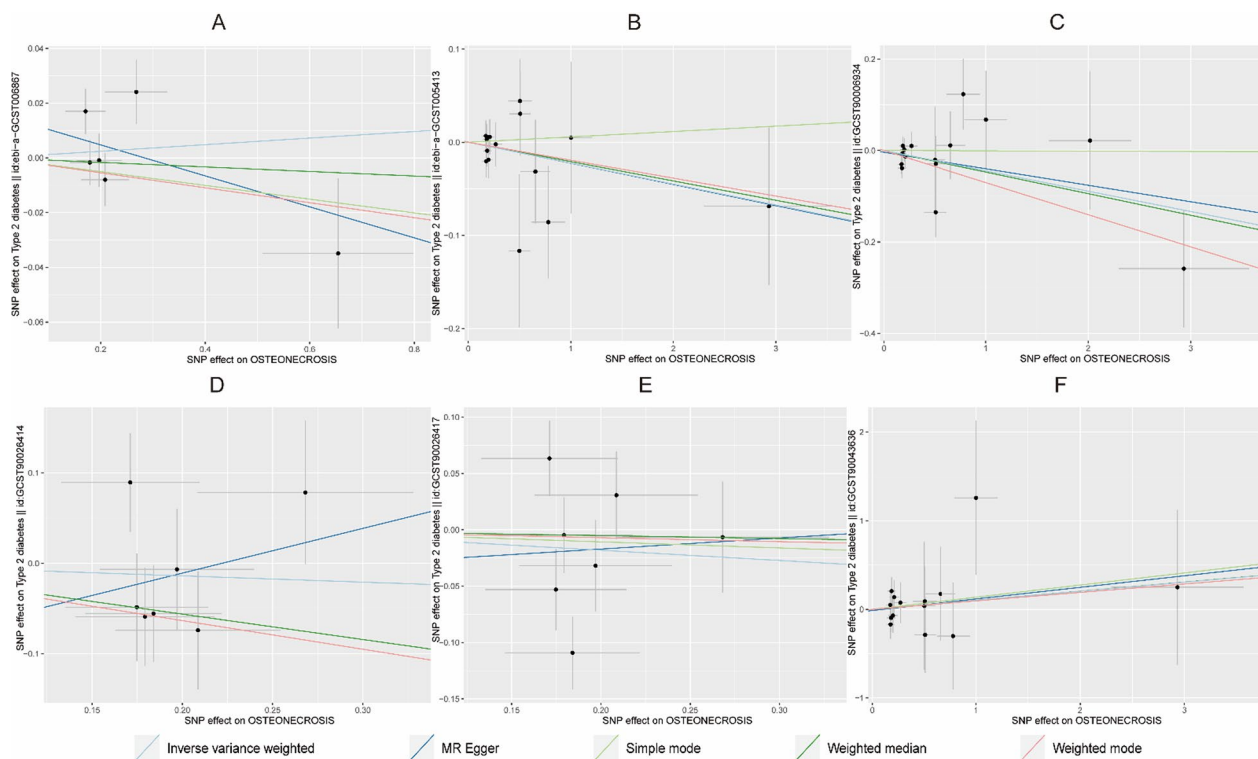 A
B
C
SNP effect on Type 2 diabetes || id:ebi-a-GCST006867
0.04
0.02
0.00
−0.02
−0.04
−0.06
0.2
0.4
0.6
0.8
SNP effect on OSTEONECROSIS
SNP effect on Type 2 diabetes || id:ebi-a-GCST005413
0.1
0.0
−0.1
−0.2
0
1
2
3
SNP effect on OSTEONECROSIS
SNP effect on Type 2 diabetes || id:GCST90006934
0.2
0.0
−0.2
−0.4
0
1
2
3
SNP effect on OSTEONECROSIS
D
E
F
SNP effect on Type 2 diabetes || id:GCST90026414
0.1
0.0
−0.1
0.15
0.20
0.25
0.30
SNP effect on OSTEONECROSIS
SNP effect on Type 2 diabetes || id:GCST90026417
0.10
0.05
0.00
−0.05
−0.10
−0.15
0.15
0.20
0.25
0.30
SNP effect on OSTEONECROSIS
SNP effect on Type 2 diabetes || id:GCST90043636
2
1
0
−1
0
1
2
3
SNP effect on OSTEONECROSIS
Inverse variance weighted
MR Egger
Simple mode
Weighted median
Weighted mode